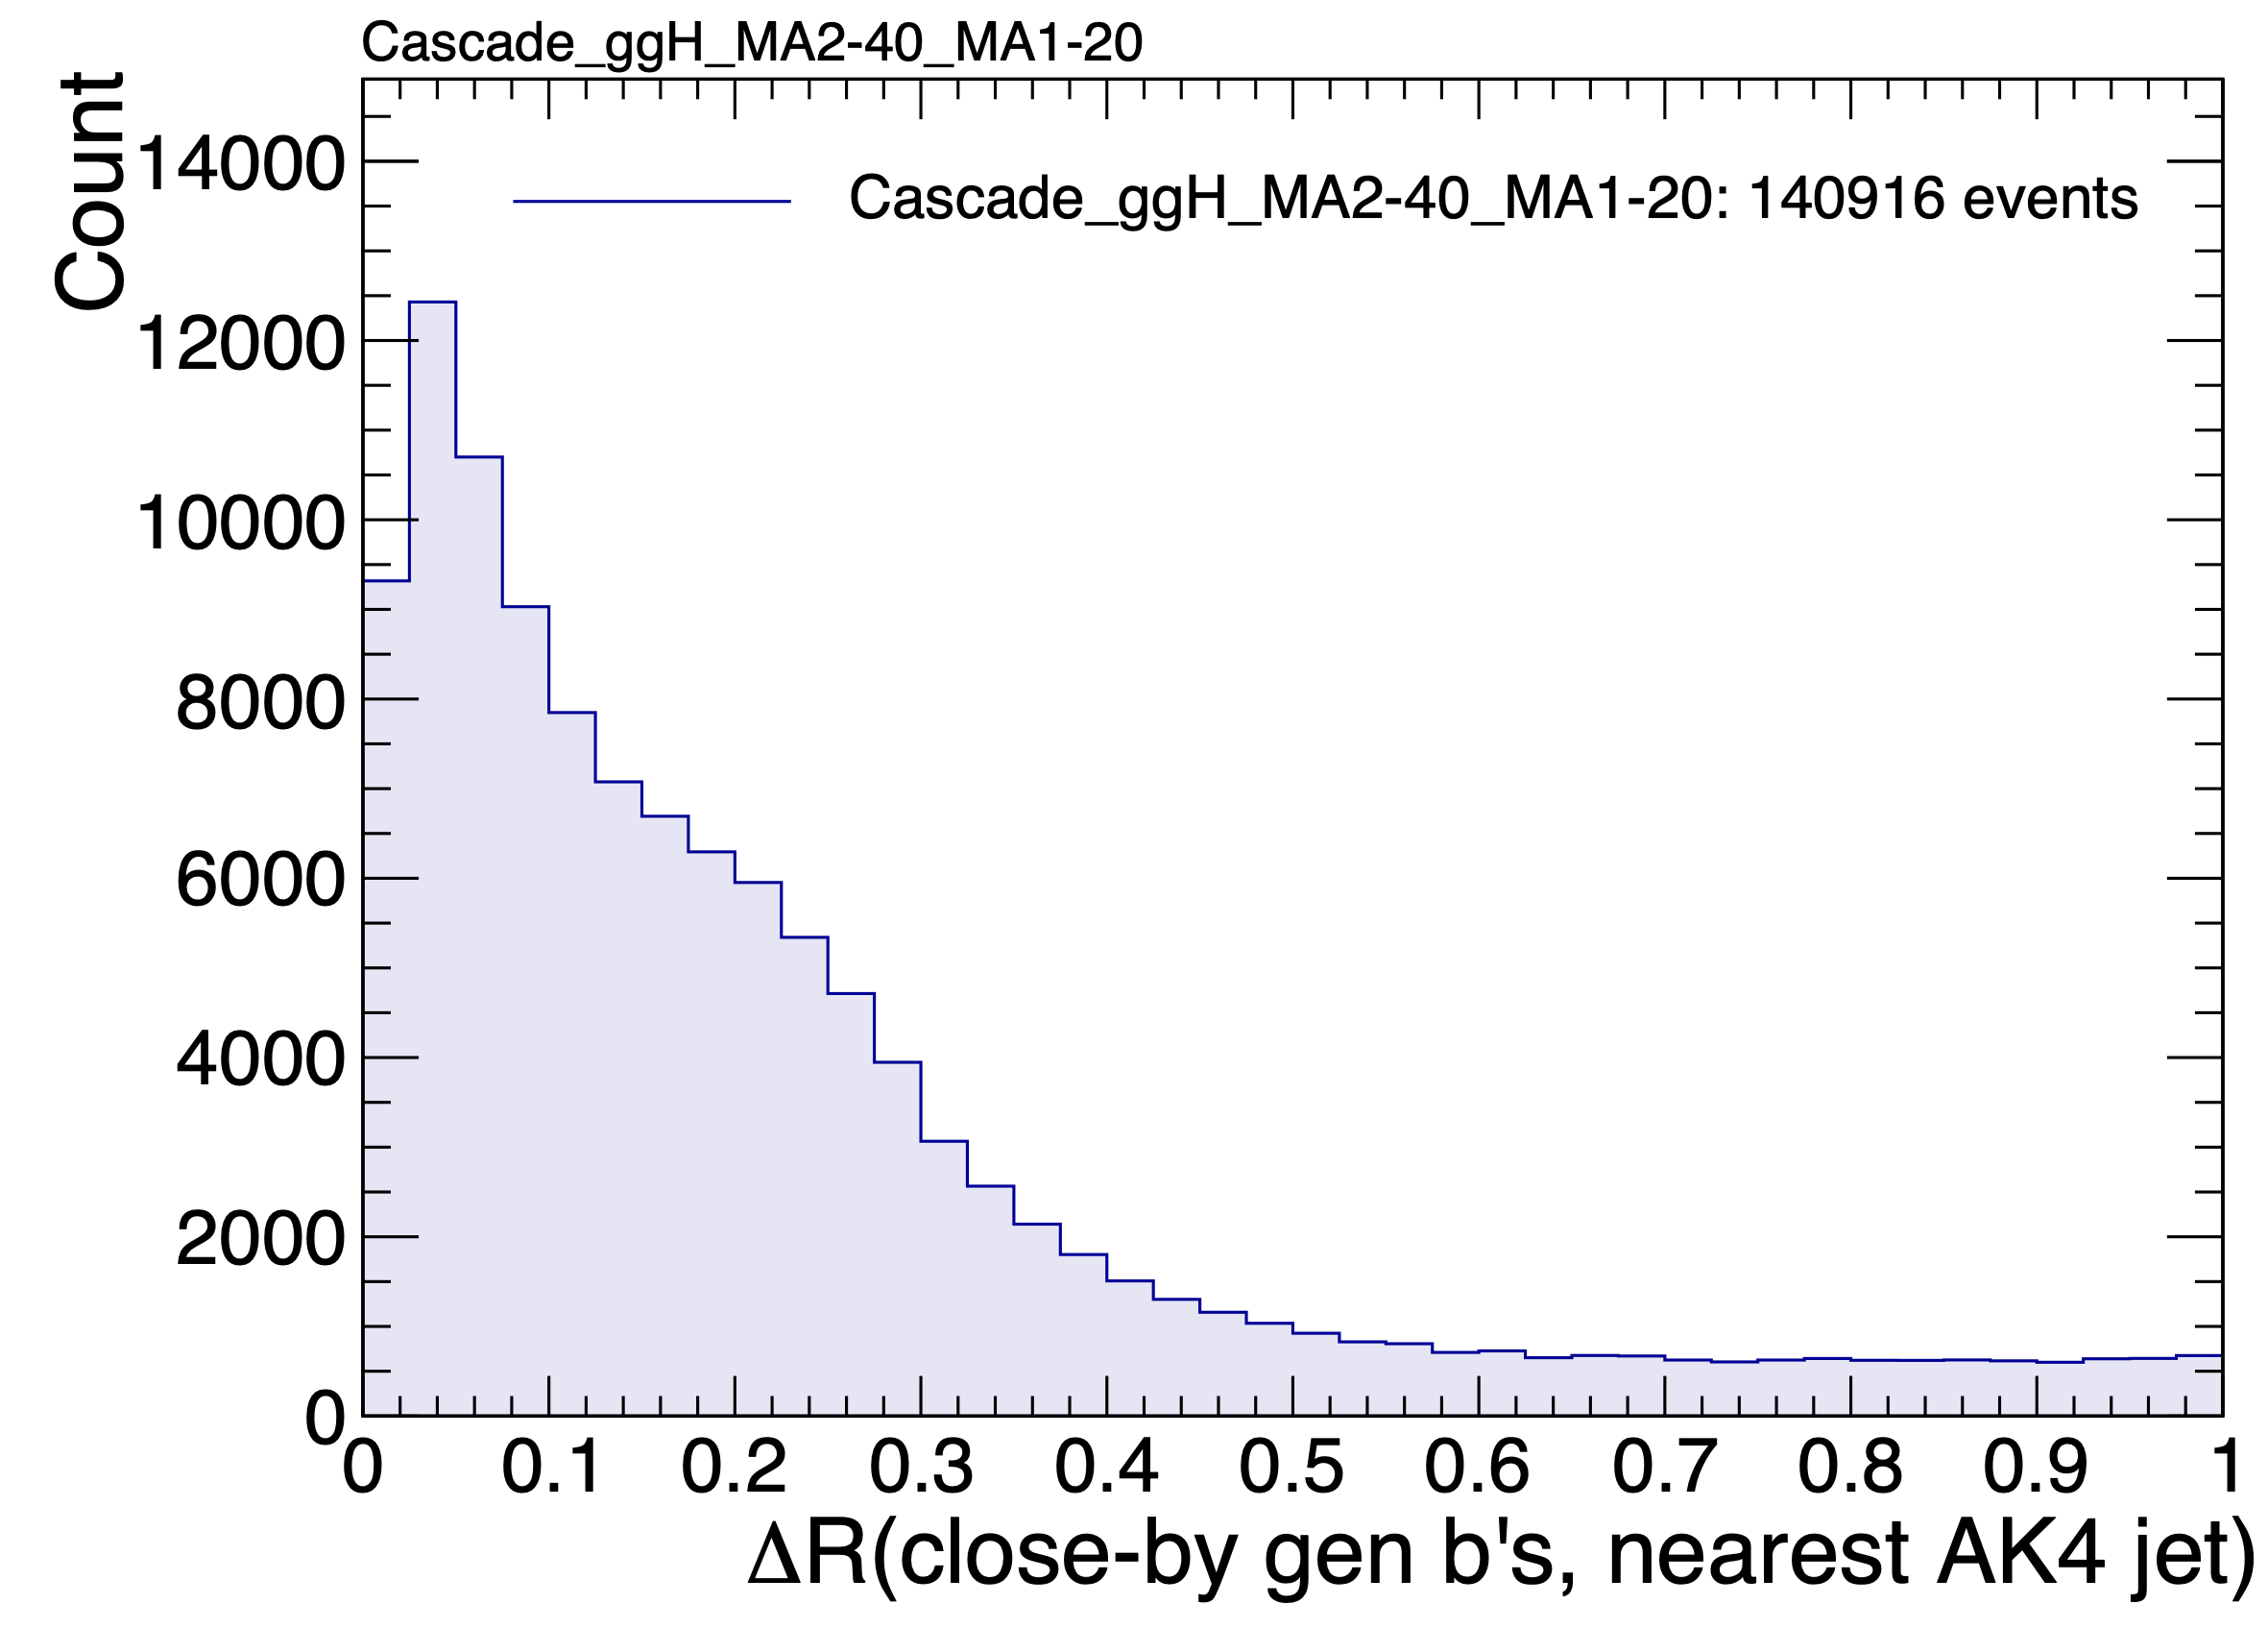 Cascade_ggH_MA2-40_MA1-20
Count
Cascade_ggH_MA2-40_MA1-20: 140916 events
14000
12000
10000
8000
6000
4000
2000
0
0 0.1 0.2 0.3 0.4 0.5 0.6 0.7 0.8 0.9 1
ΔR(close-by gen b's, nearest AK4 jet)